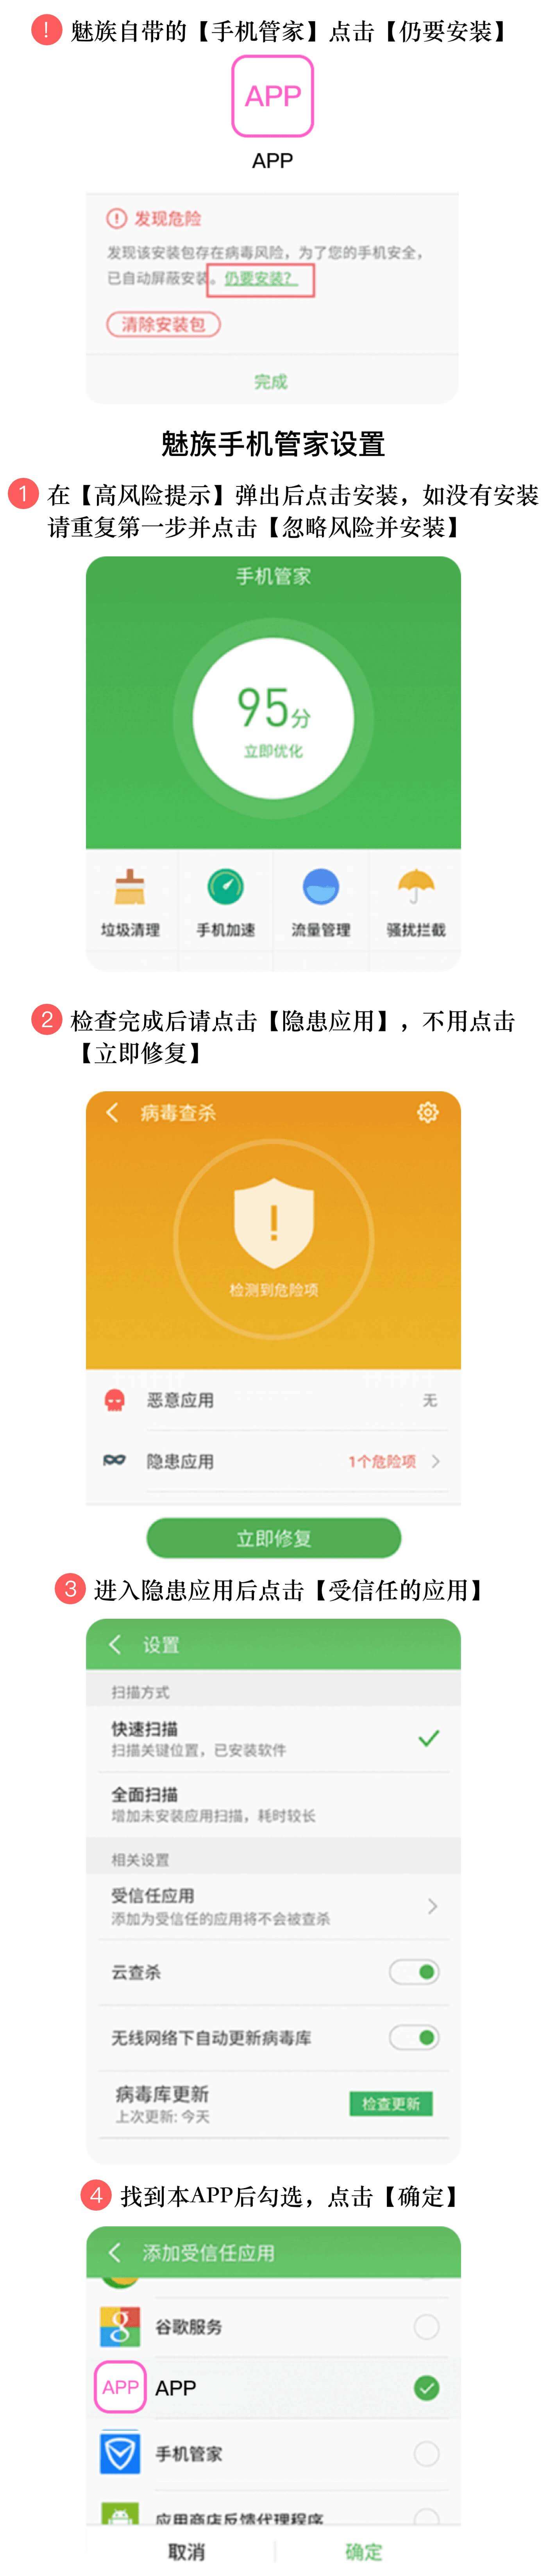 ! 魅族自带的【手机管家】点击【仍要安装】
APP
APP
! 发现危险
发现该安装包存在病毒风险，为了您的手机安全，
已自动屏蔽安装。仍要安装？
清除安装包
完成
魅族手机管家设置
1 在【高风险提示】弹出后点击安装，如没有安装
请重复第一步并点击【忽略风险并安装】
手机管家
95分
立即优化
垃圾清理 手机加速 流量管理 骚扰拦截
2 检查完成后请点击【隐患应用】，不用点击
【立即修复】
病毒查杀
!
检测到危险项
恶意应用 无
隐患应用 1个危险项
立即修复
3 进入隐患应用后点击【受信任的应用】
设置
扫描方式
快速扫描
扫描关键位置，已安装软件
全面扫描
增加未安装应用扫描，耗时较长
相关设置
受信任应用
添加为受信任的应用将不会被查杀
云查杀
无线网络下自动更新病毒库
病毒库更新
上次更新: 今天
检查更新
4 找到本APP后勾选，点击【确定】
添加受信任应用
g 谷歌服务
APP APP
手机管家
应用商店反馈代理程序
取消 确定